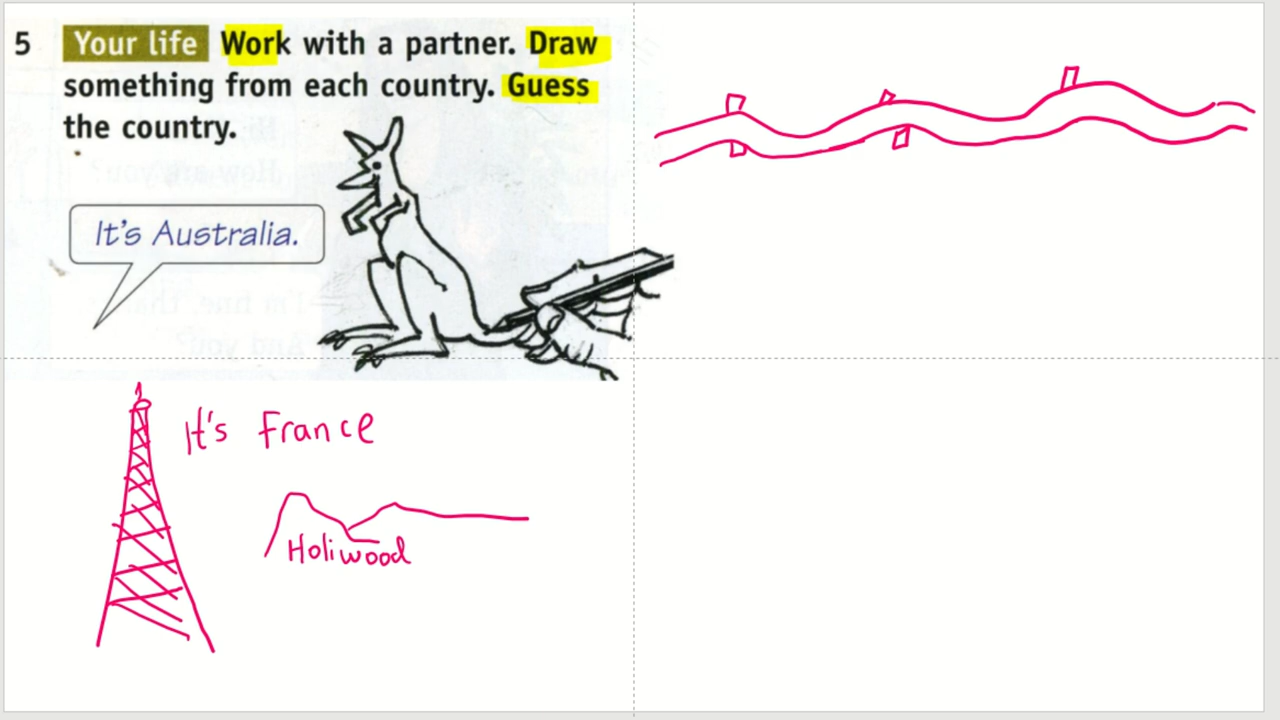 5 Your life Work with a partner. Draw
something from each country. Guess
the country.
It's Australia.
It's France
Holiwood